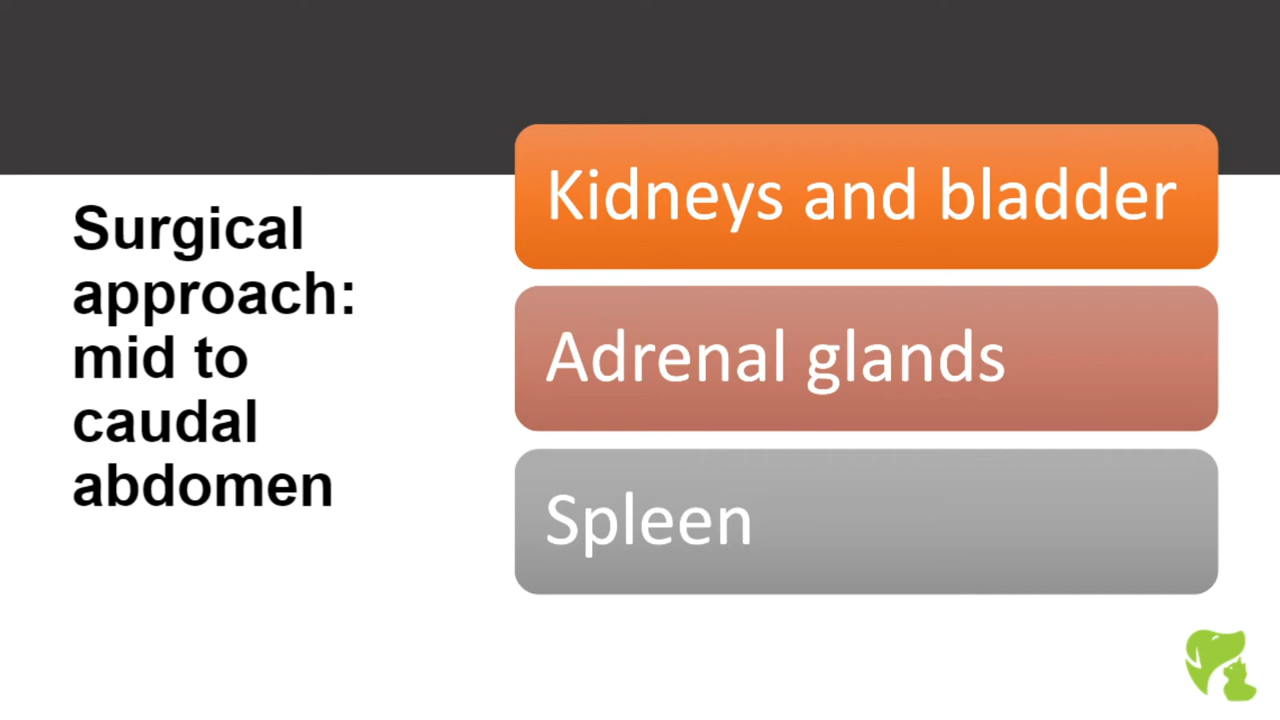 Surgical
approach:
mid to
caudal
abdomen
Kidneys and bladder
Adrenal glands
Spleen